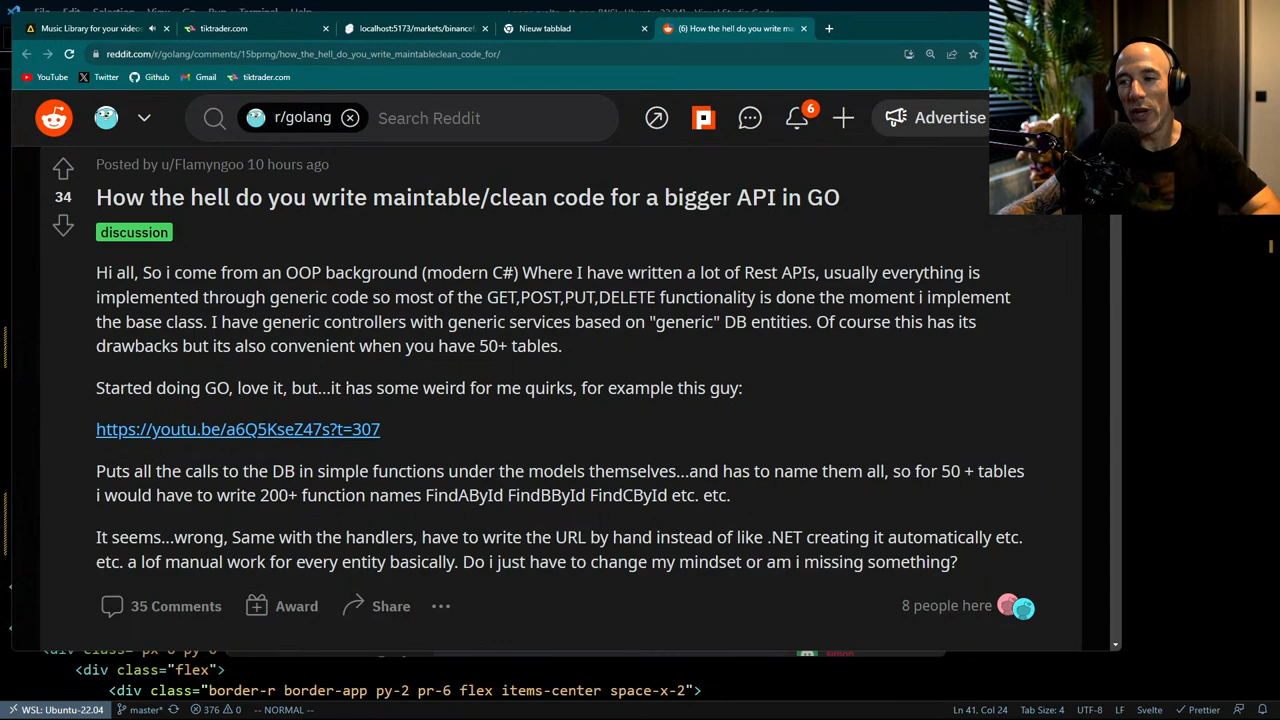 Edit
Music Library for your videos
tiktrader.com
localhost:5173/markets/binancef
Nieuw tabblad
(6) How the hell do you write ma
reddit.com/r/golang/comments/15bprng/how_the_hell_do_you_write_maintableclean_code_for/
YouTube
Twitter
Github
Gmail
tiktrader.com
r/golang
Search Reddit
6
Advertise
Posted by u/Flamyngoo 10 hours ago
34
How the hell do you write maintable/clean code for a bigger API in GO
discussion
Hi all, So i come from an OOP background (modern C#) Where I have written a lot of Rest APIs, usually everything is
implemented through generic code so most of the GET,POST,PUT,DELETE functionality is done the moment i implement
the base class. I have generic controllers with generic services based on "generic" DB entities. Of course this has its
drawbacks but its also convenient when you have 50+ tables.
Started doing GO, love it, but...it has some weird for me quirks, for example this guy:
https://youtu.be/a6Q5KseZ47s?t=307
Puts all the calls to the DB in simple functions under the models themselves...and has to name them all, so for 50 + tables
i would have to write 200+ function names FindAById FindBById FindCById etc. etc.
It seems...wrong, Same with the handlers, have to write the URL by hand instead of like .NET creating it automatically etc.
etc. a lof manual work for every entity basically. Do i just have to change my mindset or am i missing something?
35 Comments
Award
Share
8 people here
<div class="flex">
<div class="border-r border-app py-2 pr-6 flex items-center space-x-2">
WSL: Ubuntu-22.04
master*
376
0
-- NORMAL --
Ln 41, Col 24
Tab Size: 4
UTF-8
LF
Svelte
Prettier